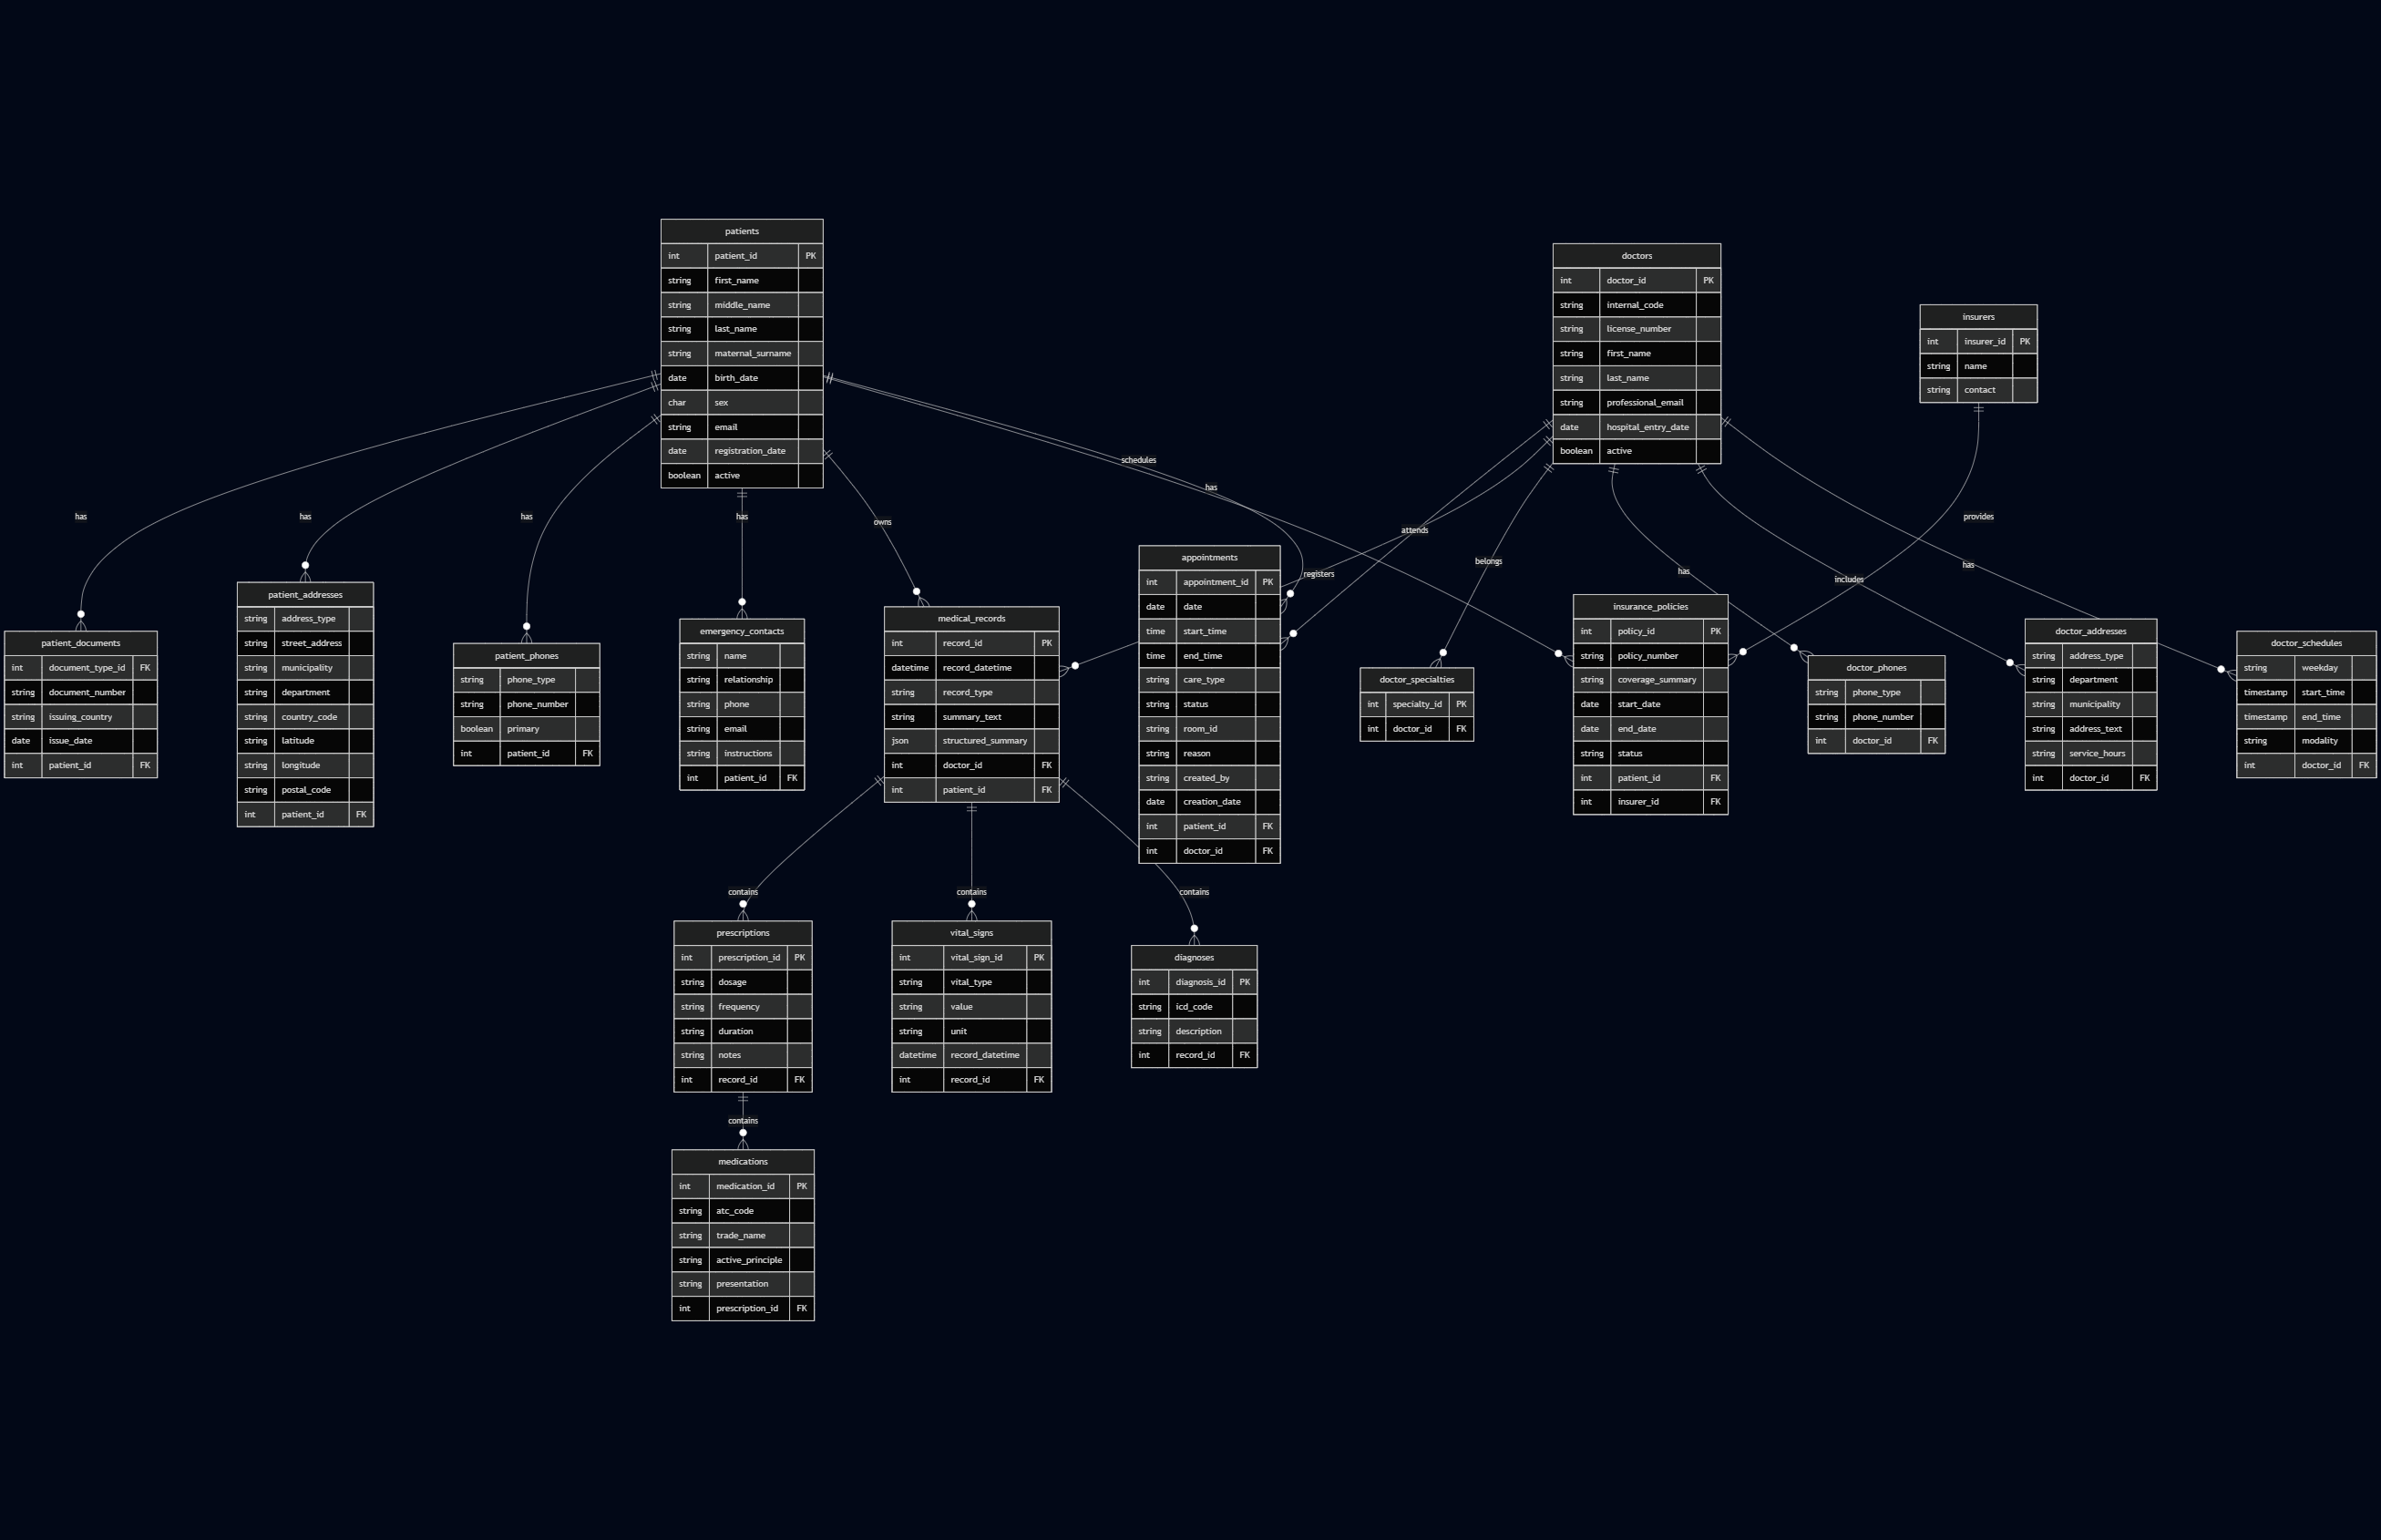 patients
int patient_id PK
string first_name
string middle_name
string last_name
string maternal_surname
date birth_date
char sex
string email
date registration_date
boolean active
doctors
int doctor_id PK
string internal_code
string license_number
string first_name
string last_name
string professional_email
date hospital_entry_date
boolean active
insurers
int insurer_id PK
string name
string contact
schedules
has
has
has
has
has
owns
attends
registers
belongs
has
includes
has
provides
patient_documents
int document_type_id FK
string document_number
string issuing_country
date issue_date
int patient_id FK
patient_addresses
string address_type
string street_address
string municipality
string department
string country_code
string latitude
string longitude
string postal_code
int patient_id FK
patient_phones
string phone_type
string phone_number
boolean primary
int patient_id FK
emergency_contacts
string name
string relationship
string phone
string email
string instructions
int patient_id FK
medical_records
int record_id PK
datetime record_datetime
string record_type
string summary_text
json structured_summary
int doctor_id FK
int patient_id FK
appointments
int appointment_id PK
date date
time start_time
time end_time
string care_type
string status
string room_id
string reason
string created_by
date creation_date
int patient_id FK
int doctor_id FK
doctor_specialties
int specialty_id PK
int doctor_id FK
insurance_policies
int policy_id PK
string policy_number
string coverage_summary
date start_date
date end_date
string status
int patient_id FK
int insurer_id FK
doctor_phones
string phone_type
string phone_number
int doctor_id FK
doctor_addresses
string address_type
string department
string municipality
string address_text
string service_hours
int doctor_id FK
doctor_schedules
string weekday
timestamp start_time
timestamp end_time
string modality
int doctor_id FK
contains
contains
contains
prescriptions
int prescription_id PK
string dosage
string frequency
string duration
string notes
int record_id FK
vital_signs
int vital_sign_id PK
string vital_type
string value
string unit
datetime record_datetime
int record_id FK
diagnoses
int diagnosis_id PK
string icd_code
string description
int record_id FK
contains
medications
int medication_id PK
string atc_code
string trade_name
string active_principle
string presentation
int prescription_id FK